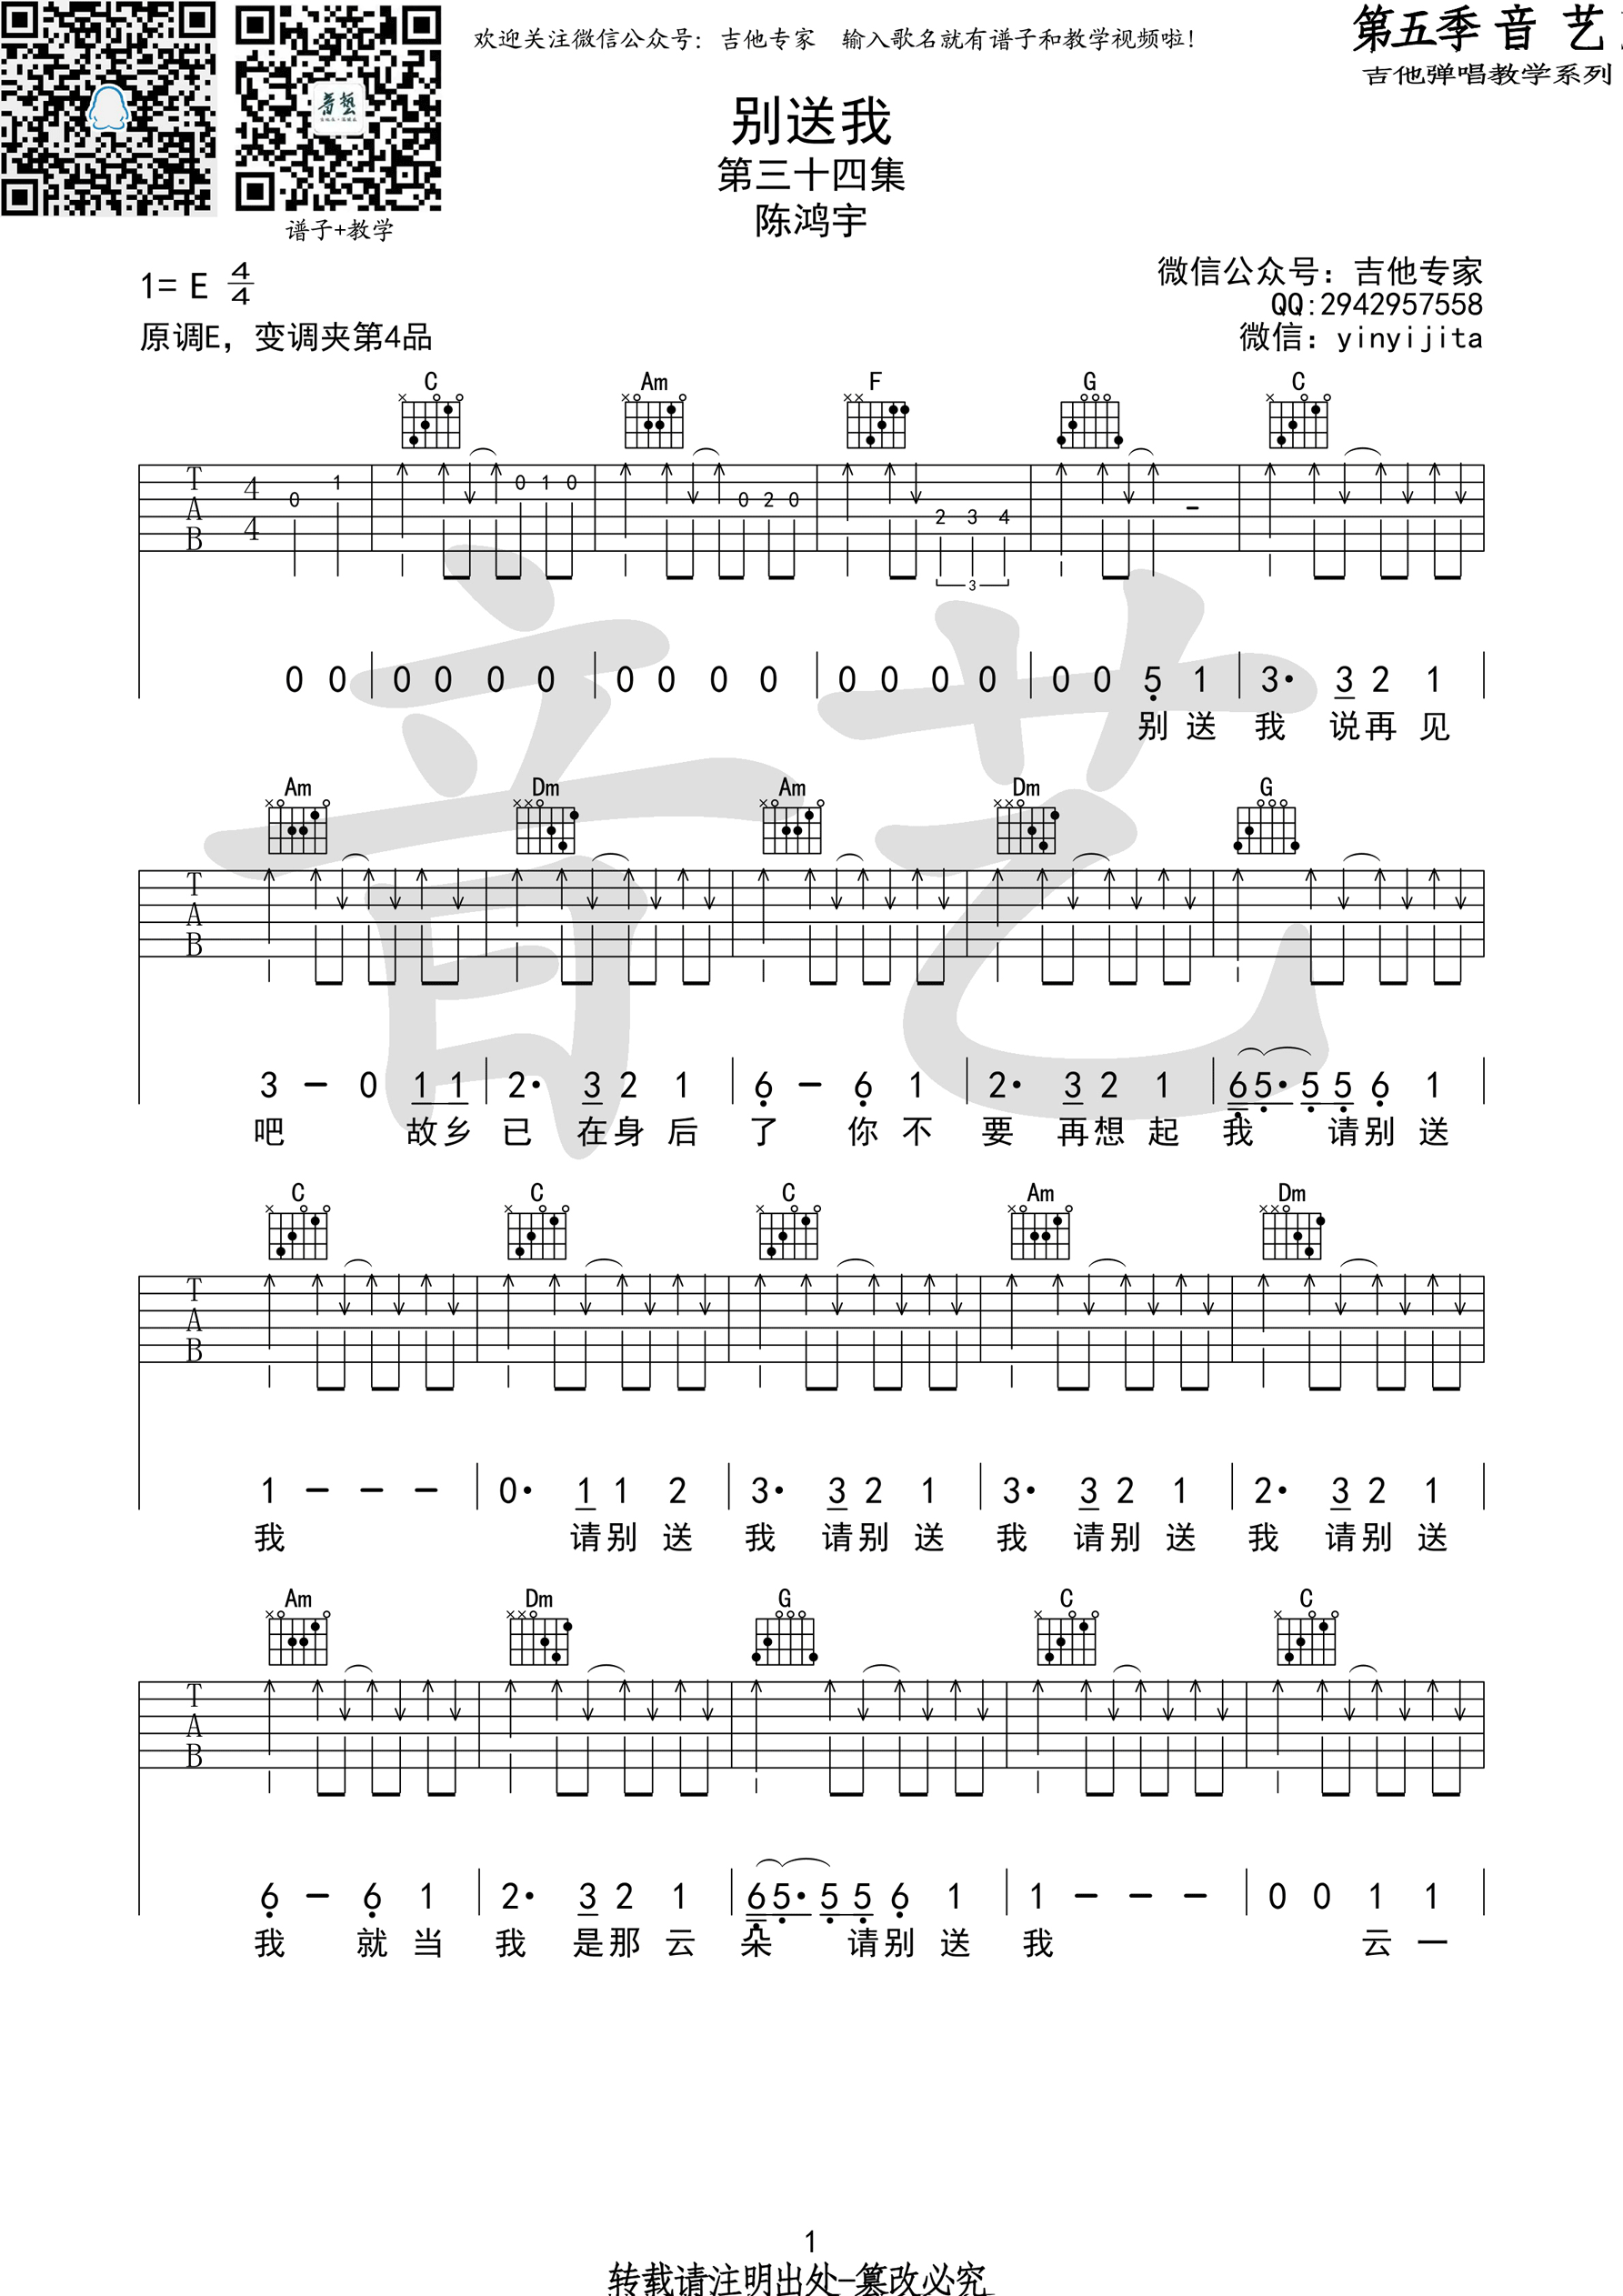 欢迎关注微信公众号：吉他专家 输入歌名就有谱子和教学视频啦！
第五季 音 艺
吉他弹唱教学系列
音艺
谱子+教学
别送我
第三十四集
陈鸿宇
1= E 4/4
原调E，变调夹第4品
微信公众号：吉他专家
QQ:2942957558
微信：yinyijita
C Am F G C
T A B 4/4 0 1 0 1 0 0 2 0 2 3 4 -
3
0 0 | 0 0 0 0 | 0 0 0 0 | 0 0 0 0 | 0 0 5 1 | 3· 3 2 1 |
别 送 我 说 再 见
Am Dm Am Dm G
T A B
3 - 0 1 1 | 2· 3 2 1 | 6 - 6 1 | 2· 3 2 1 | 6 5· 5 5 6 1 |
吧 故 乡 已 在 身 后 了 你 不 要 再 想 起 我 请 别 送
C C C Am Dm
T A B
1 - - - | 0· 1 1 2 | 3· 3 2 1 | 3· 3 2 1 | 2· 3 2 1 |
我 请 别 送 我 请 别 送 我 请 别 送 我 请 别 送
Am Dm G C C
T A B
6 - 6 1 | 2· 3 2 1 | 6 5· 5 5 6 1 | 1 - - - | 0 0 1 1 |
我 就 当 我 是 那 云 朵 请 别 送 我 云 一
音艺
1
转载请注明出处-篡改必究